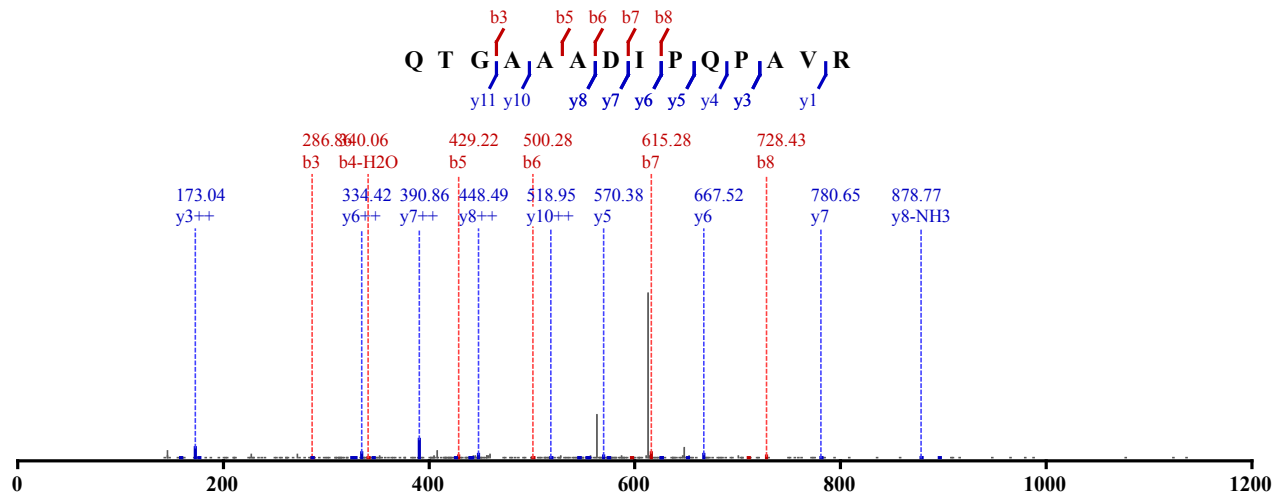 b3 b5 b6 b7 b8
Q T G A A A D I P Q P A V R
y11 y10 y8 y7 y6 y5 y4 y3 y1
286.86 340.06 429.22 500.28 615.28 728.43
b3 b4-H2O b5 b6 b7 b8
173.04 334.42 390.86 448.49 518.95 570.38 667.52 780.65 878.77
y3++ y6++ y7++ y8++ y10++ y5 y6 y7 y8-NH3
0 200 400 600 800 1000 1200